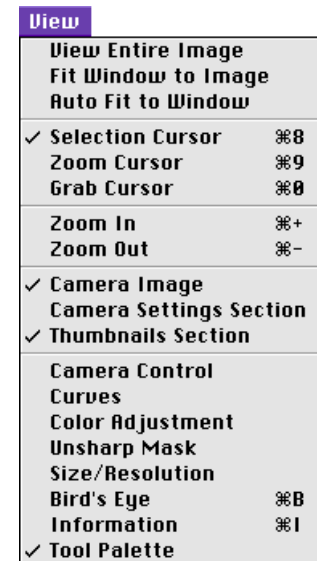 View
View Entire Image
Fit Window to Image
Auto Fit to Window
✓ Selection Cursor ⌘8
Zoom Cursor ⌘9
Grab Cursor ⌘0
Zoom In ⌘+
Zoom Out ⌘-
✓ Camera Image
Camera Settings Section
✓ Thumbnails Section
Camera Control
Curves
Color Adjustment
Unsharp Mask
Size/Resolution
Bird's Eye ⌘B
Information ⌘I
✓ Tool Palette